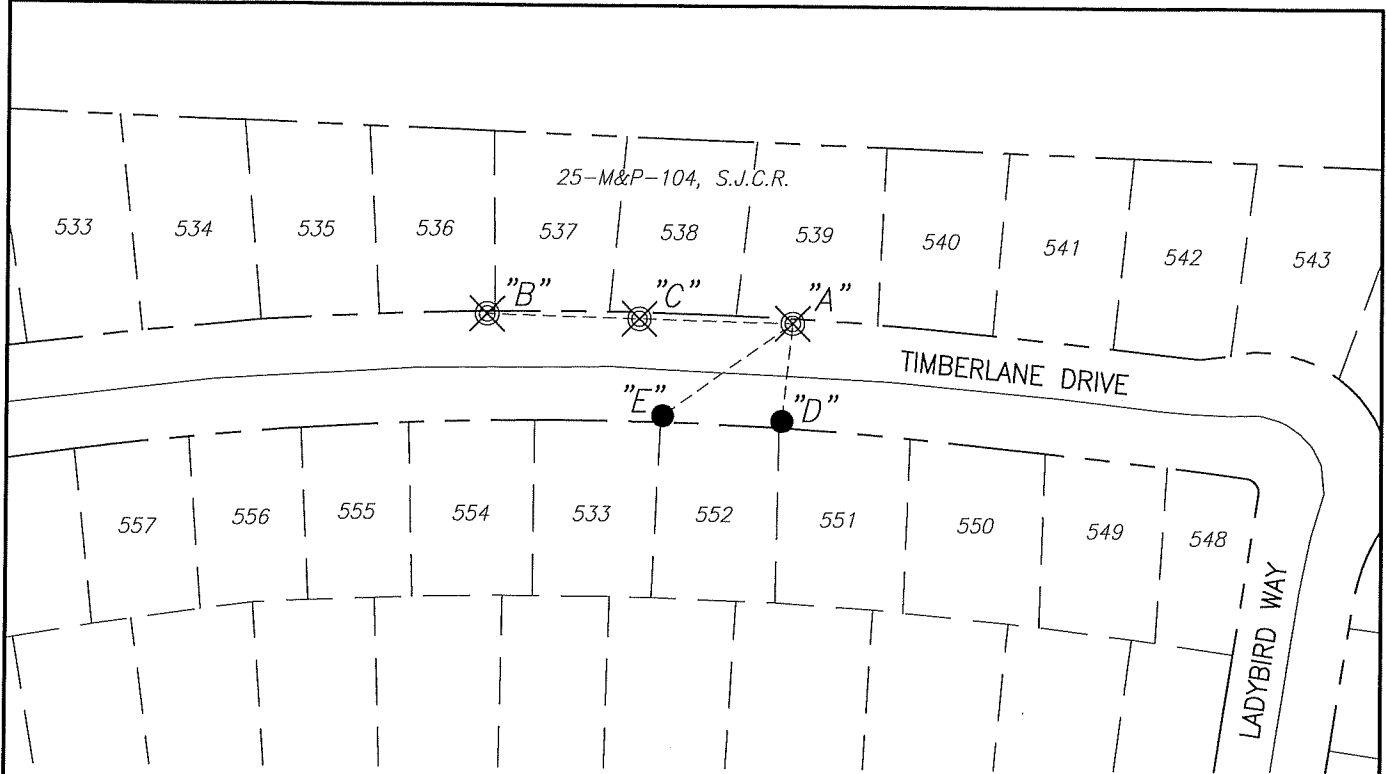 25-M&P-104, S.J.C.R.
533 534 535 536 537 538 539 540 541 542 543
"B" "C" "A"
TIMBERLANE DRIVE
"E" "D"
557 556 555 554 533 552 551 550 549 548
LADYBIRD WAY